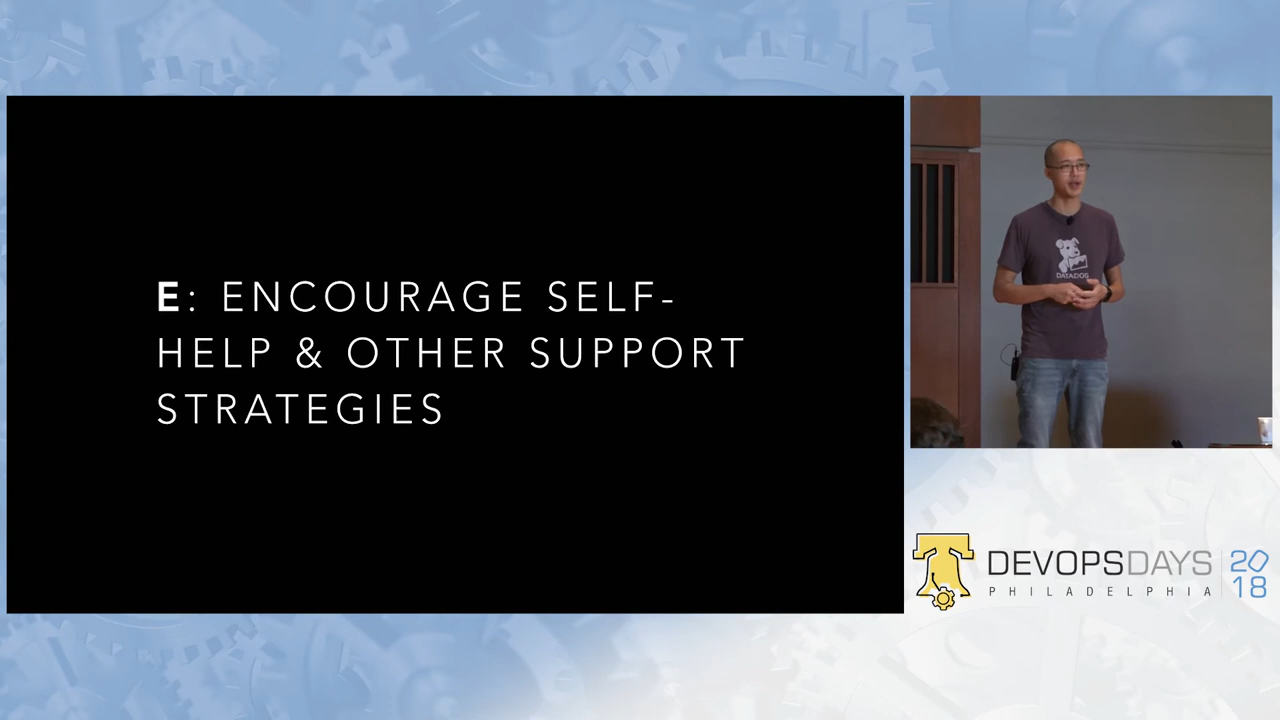 E: ENCOURAGE SELF-
HELP & OTHER SUPPORT
STRATEGIES
DATADOG
DEVOPSDAYS 20
PHILADELPHIA 18